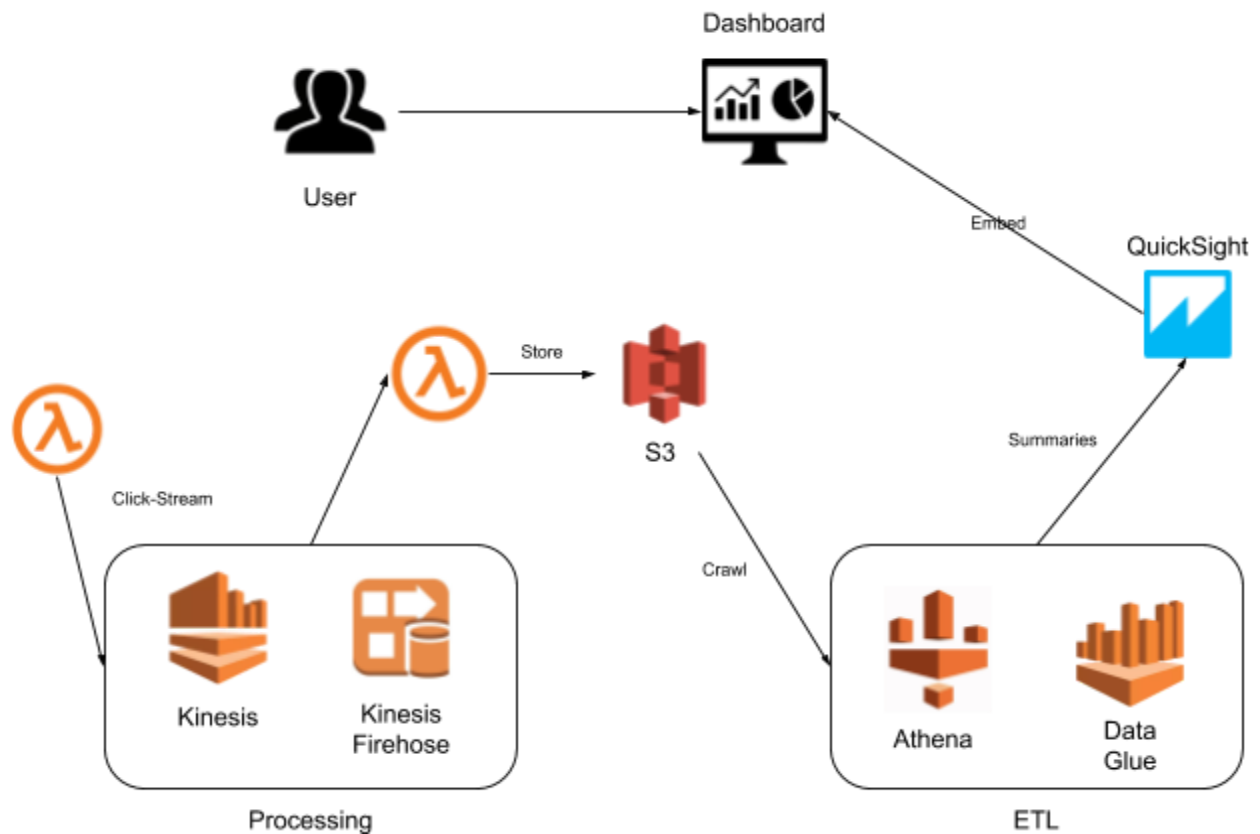 Dashboard
User
Embed
QuickSight
Store
S3
Summaries
Click-Stream
Crawl
Kinesis
Kinesis
Firehose
Athena
Data
Glue
Processing
ETL